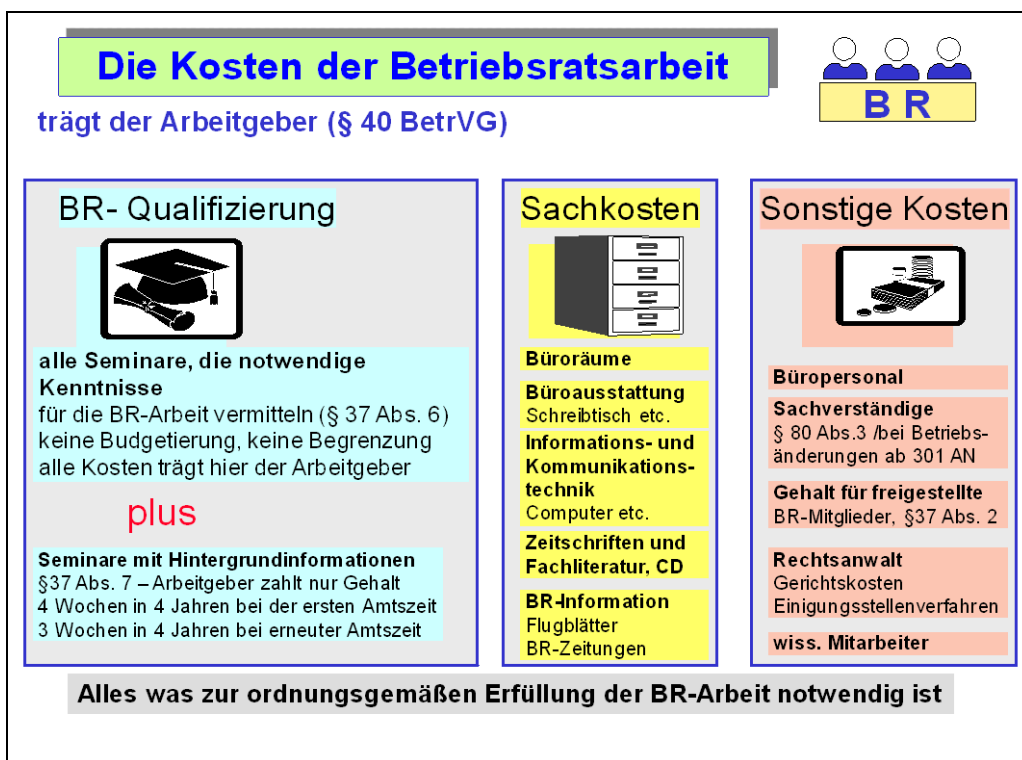 Die Kosten der Betriebsratsarbeit
B R
trägt der Arbeitgeber (§ 40 BetrVG)
BR- Qualifizierung
alle Seminare, die notwendige
Kenntnisse
für die BR-Arbeit vermitteln (§ 37 Abs. 6)
keine Budgetierung, keine Begrenzung
alle Kosten trägt hier der Arbeitgeber
plus
Seminare mit Hintergrundinformationen
§37 Abs. 7 – Arbeitgeber zahlt nur Gehalt
4 Wochen in 4 Jahren bei der ersten Amtszeit
3 Wochen in 4 Jahren bei erneuter Amtszeit
Sachkosten
Büroräume
Büroausstattung
Schreibtisch etc.
Informations- und
Kommunikations-
technik
Computer etc.
Zeitschriften und
Fachliteratur, CD
BR-Information
Flugblätter
BR-Zeitungen
Sonstige Kosten
Büropersonal
Sachverständige
§ 80 Abs.3 /bei Betriebs-
änderungen ab 301 AN
Gehalt für freigestellte
BR-Mitglieder, §37 Abs. 2
Rechtsanwalt
Gerichtskosten
Einigungsstellenverfahren
wiss. Mitarbeiter
Alles was zur ordnungsgemäßen Erfüllung der BR-Arbeit notwendig ist